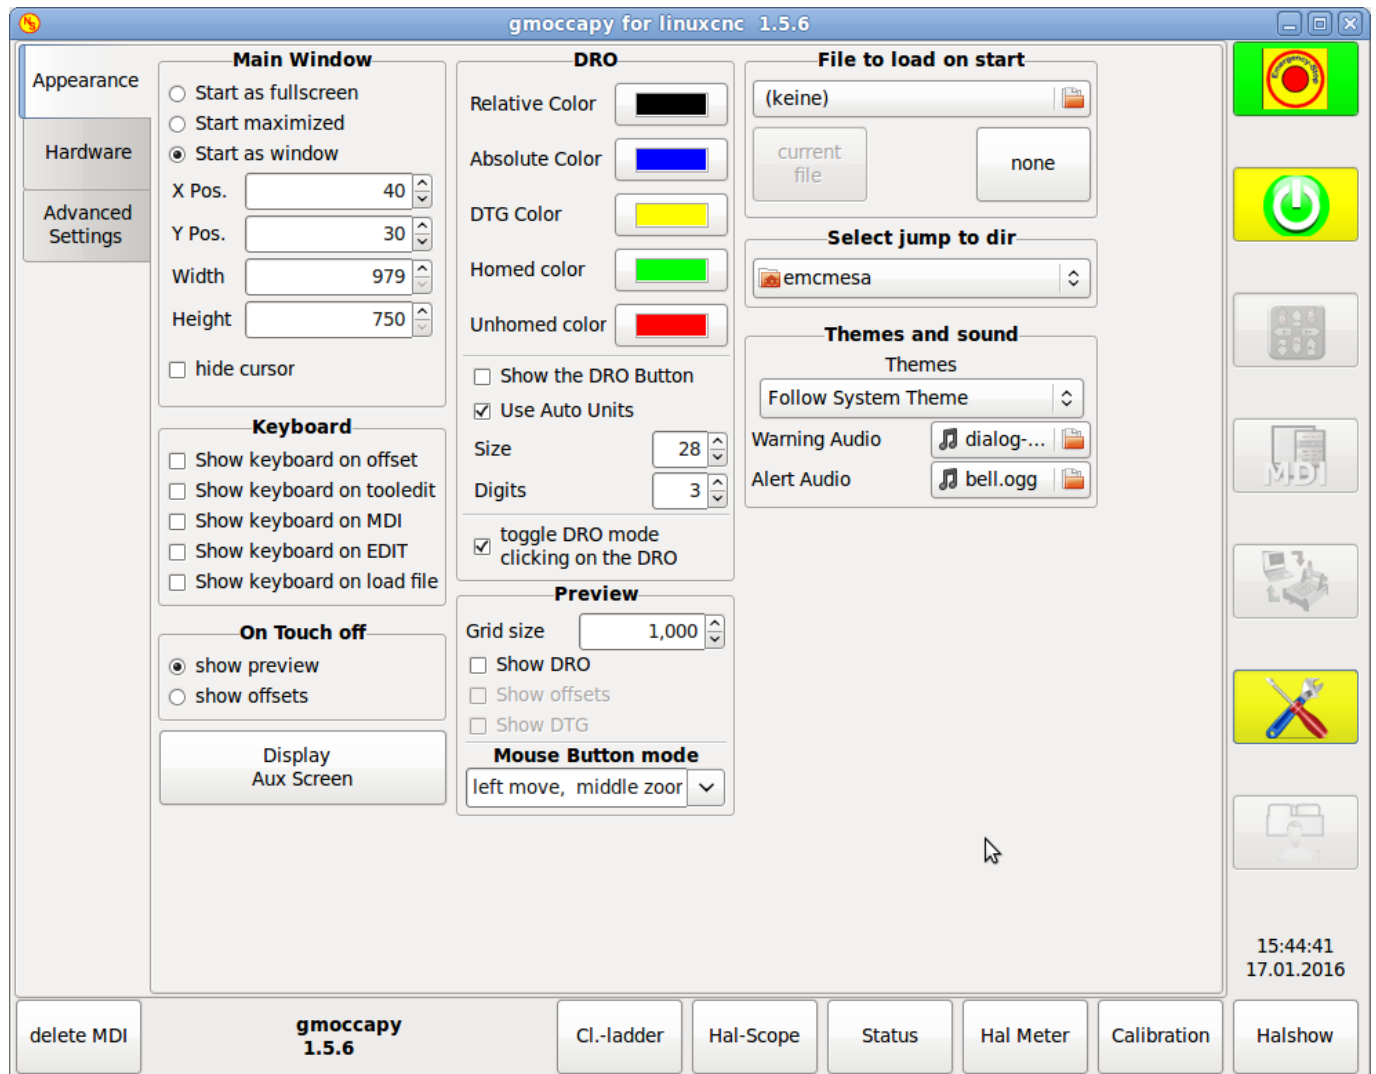 gmoccapy for linuxcnc 1.5.6
Appearance
Hardware
Advanced
Settings
Main Window
Start as fullscreen
Start maximized
Start as window
X Pos. 40
Y Pos. 30
Width 979
Height 750
hide cursor
Keyboard
Show keyboard on offset
Show keyboard on tooledit
Show keyboard on MDI
Show keyboard on EDIT
Show keyboard on load file
On Touch off
show preview
show offsets
Display
Aux Screen
DRO
Relative Color
Absolute Color
DTG Color
Homed color
Unhomed color
Show the DRO Button
Use Auto Units
Size 28
Digits 3
toggle DRO mode
clicking on the DRO
Preview
Grid size 1,000
Show DRO
Show offsets
Show DTG
Mouse Button mode
left move, middle zoor
File to load on start
(keine)
current
file
none
Select jump to dir
emcmesa
Themes and sound
Themes
Follow System Theme
Warning Audio dialog-...
Alert Audio bell.ogg
Emergency-Stop
MDI
15:44:41
17.01.2016
delete MDI
gmoccapy
1.5.6
Cl.-ladder
Hal-Scope
Status
Hal Meter
Calibration
Halshow